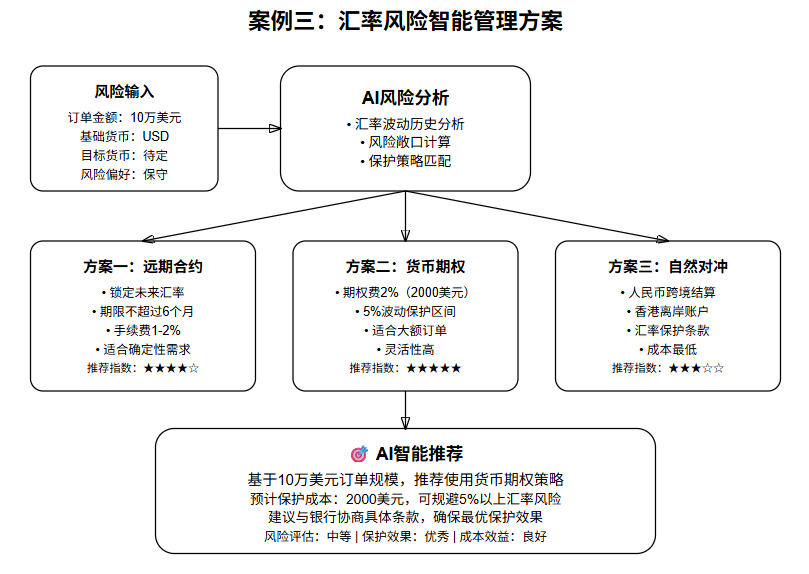 案例三：汇率风险智能管理方案
风险输入
订单金额：10万美元
基础货币：USD
目标货币：待定
风险偏好：保守
AI风险分析
• 汇率波动历史分析
• 风险敞口计算
• 保护策略匹配
方案一：远期合约
• 锁定未来汇率
• 期限不超过6个月
• 手续费1-2%
• 适合确定性需求
推荐指数：★★★★☆
方案二：货币期权
• 期权费2%（2000美元）
• 5%波动保护区间
• 适合大额订单
• 灵活性高
推荐指数：★★★★★
方案三：自然对冲
• 人民币跨境结算
• 香港离岸账户
• 汇率保护条款
• 成本最低
推荐指数：★★★☆☆
🎯 AI智能推荐
基于10万美元订单规模，推荐使用货币期权策略
预计保护成本：2000美元，可规避5%以上汇率风险
建议与银行协商具体条款，确保最优保护效果
风险评估：中等 | 保护效果：优秀 | 成本效益：良好